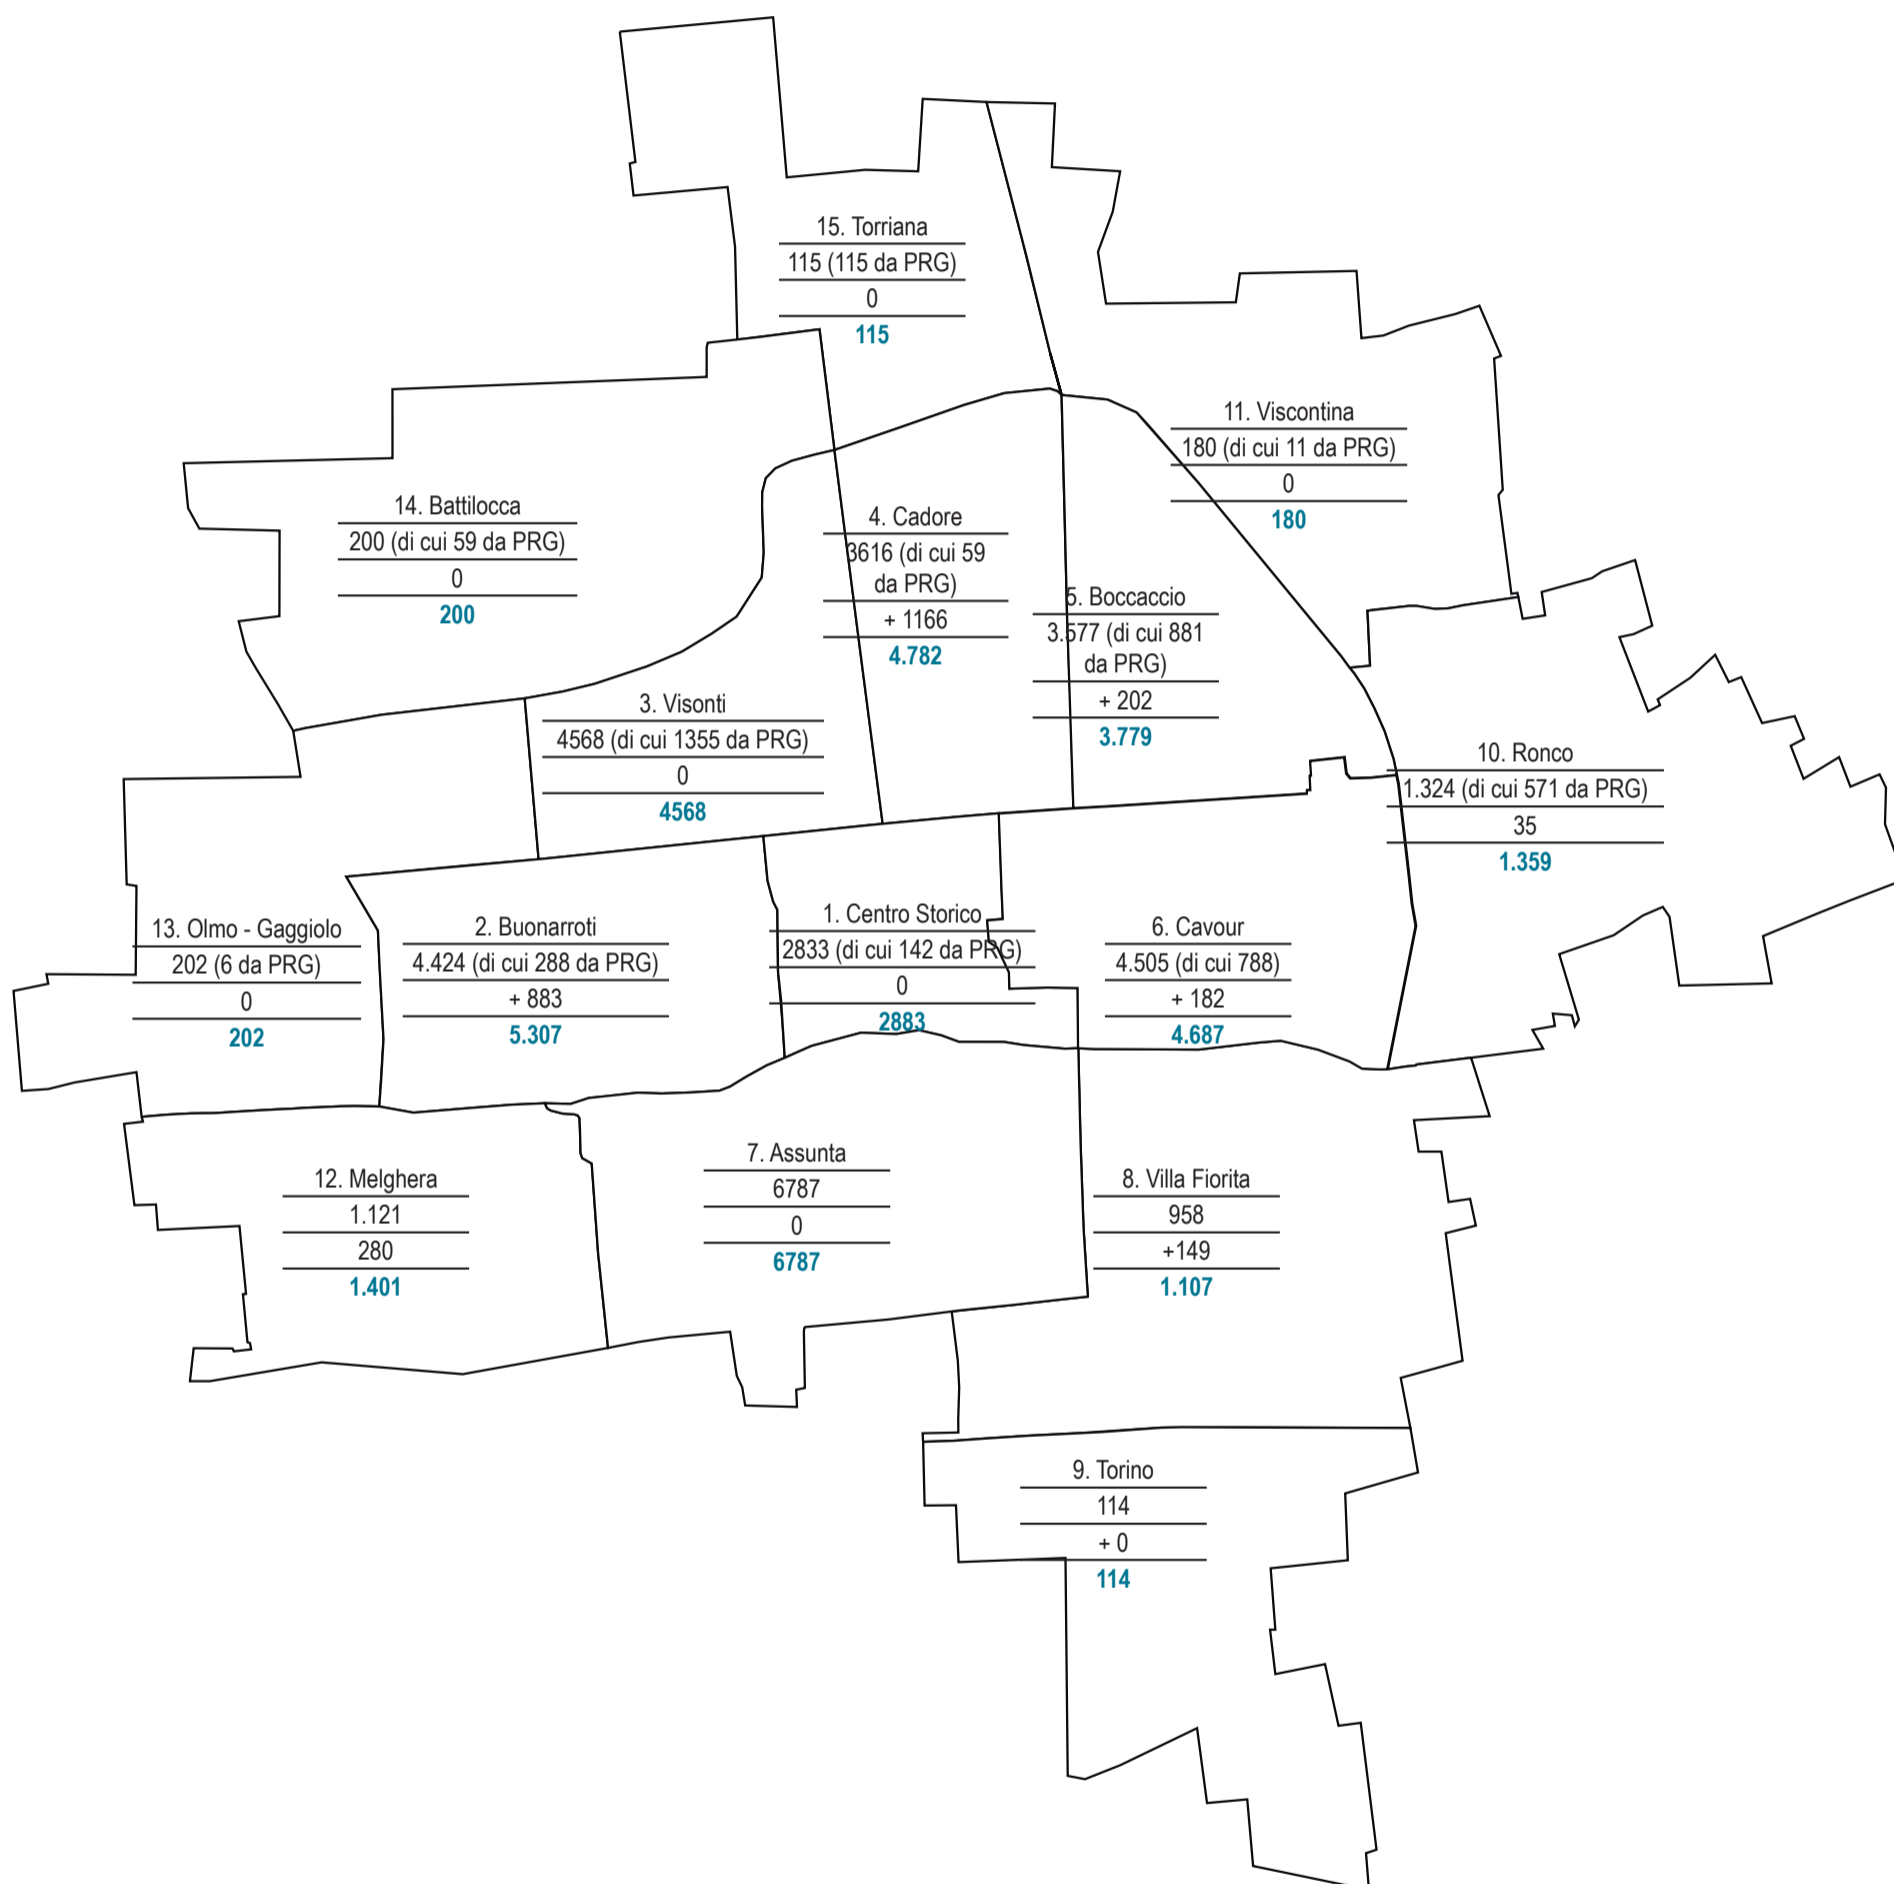 15. Torriana
115 (115 da PRG)
0
115
11. Viscontina
180 (di cui 11 da PRG)
0
180
14. Battilocca
200 (di cui 59 da PRG)
0
200
4. Cadore
3616 (di cui 59
da PRG)
+ 1166
4.782
5. Boccaccio
3.577 (di cui 881
da PRG)
+ 202
3.779
3. Visonti
4568 (di cui 1355 da PRG)
0
4568
10. Ronco
1.324 (di cui 571 da PRG)
35
1.359
13. Olmo - Gaggiolo
202 (6 da PRG)
0
202
2. Buonarroti
4.424 (di cui 288 da PRG)
+ 883
5.307
1. Centro Storico
2833 (di cui 142 da PRG)
0
2883
6. Cavour
4.505 (di cui 788)
+ 182
4.687
12. Melghera
1.121
280
1.401
7. Assunta
6787
0
6787
8. Villa Fiorita
958
+149
1.107
9. Torino
114
+ 0
114